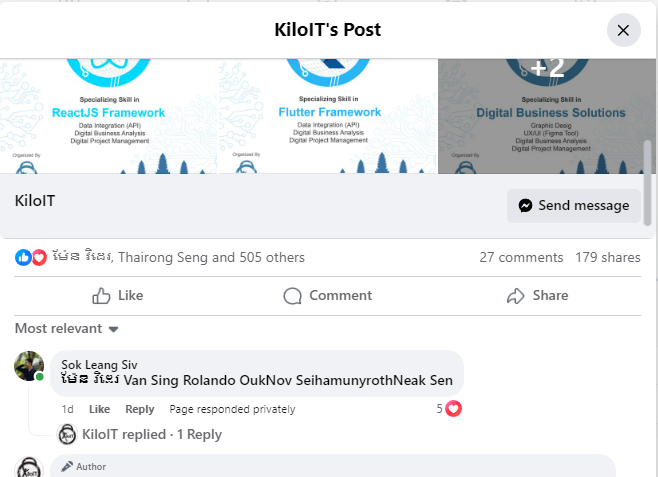 KiloIT's Post
+2
Specializing Skill in
ReactJS Framework
Data Integration (API)
Digital Business Analysis
Digital Project Management
Organized By
Specializing Skill in
Flutter Framework
Data Integration (API)
Digital Business Analysis
Digital Project Management
Organized By
Specializing Skill in
Digital Business Solutions
Graphic Desig
UX/UI (Figma Tool)
Digital Project Management
Organized By
KiloIT
Send message
ម៉ែន វិដេរ, Thairong Seng and 505 others
27 comments 179 shares
Like
Comment
Share
Most relevant
Sok Leang Siv
ម៉ែន វិដេរ Van Sing Rolando OukNov SeihamunyrothNeak Sen
1d Like Reply Page responded privately 5
KiloIT replied · 1 Reply
Author